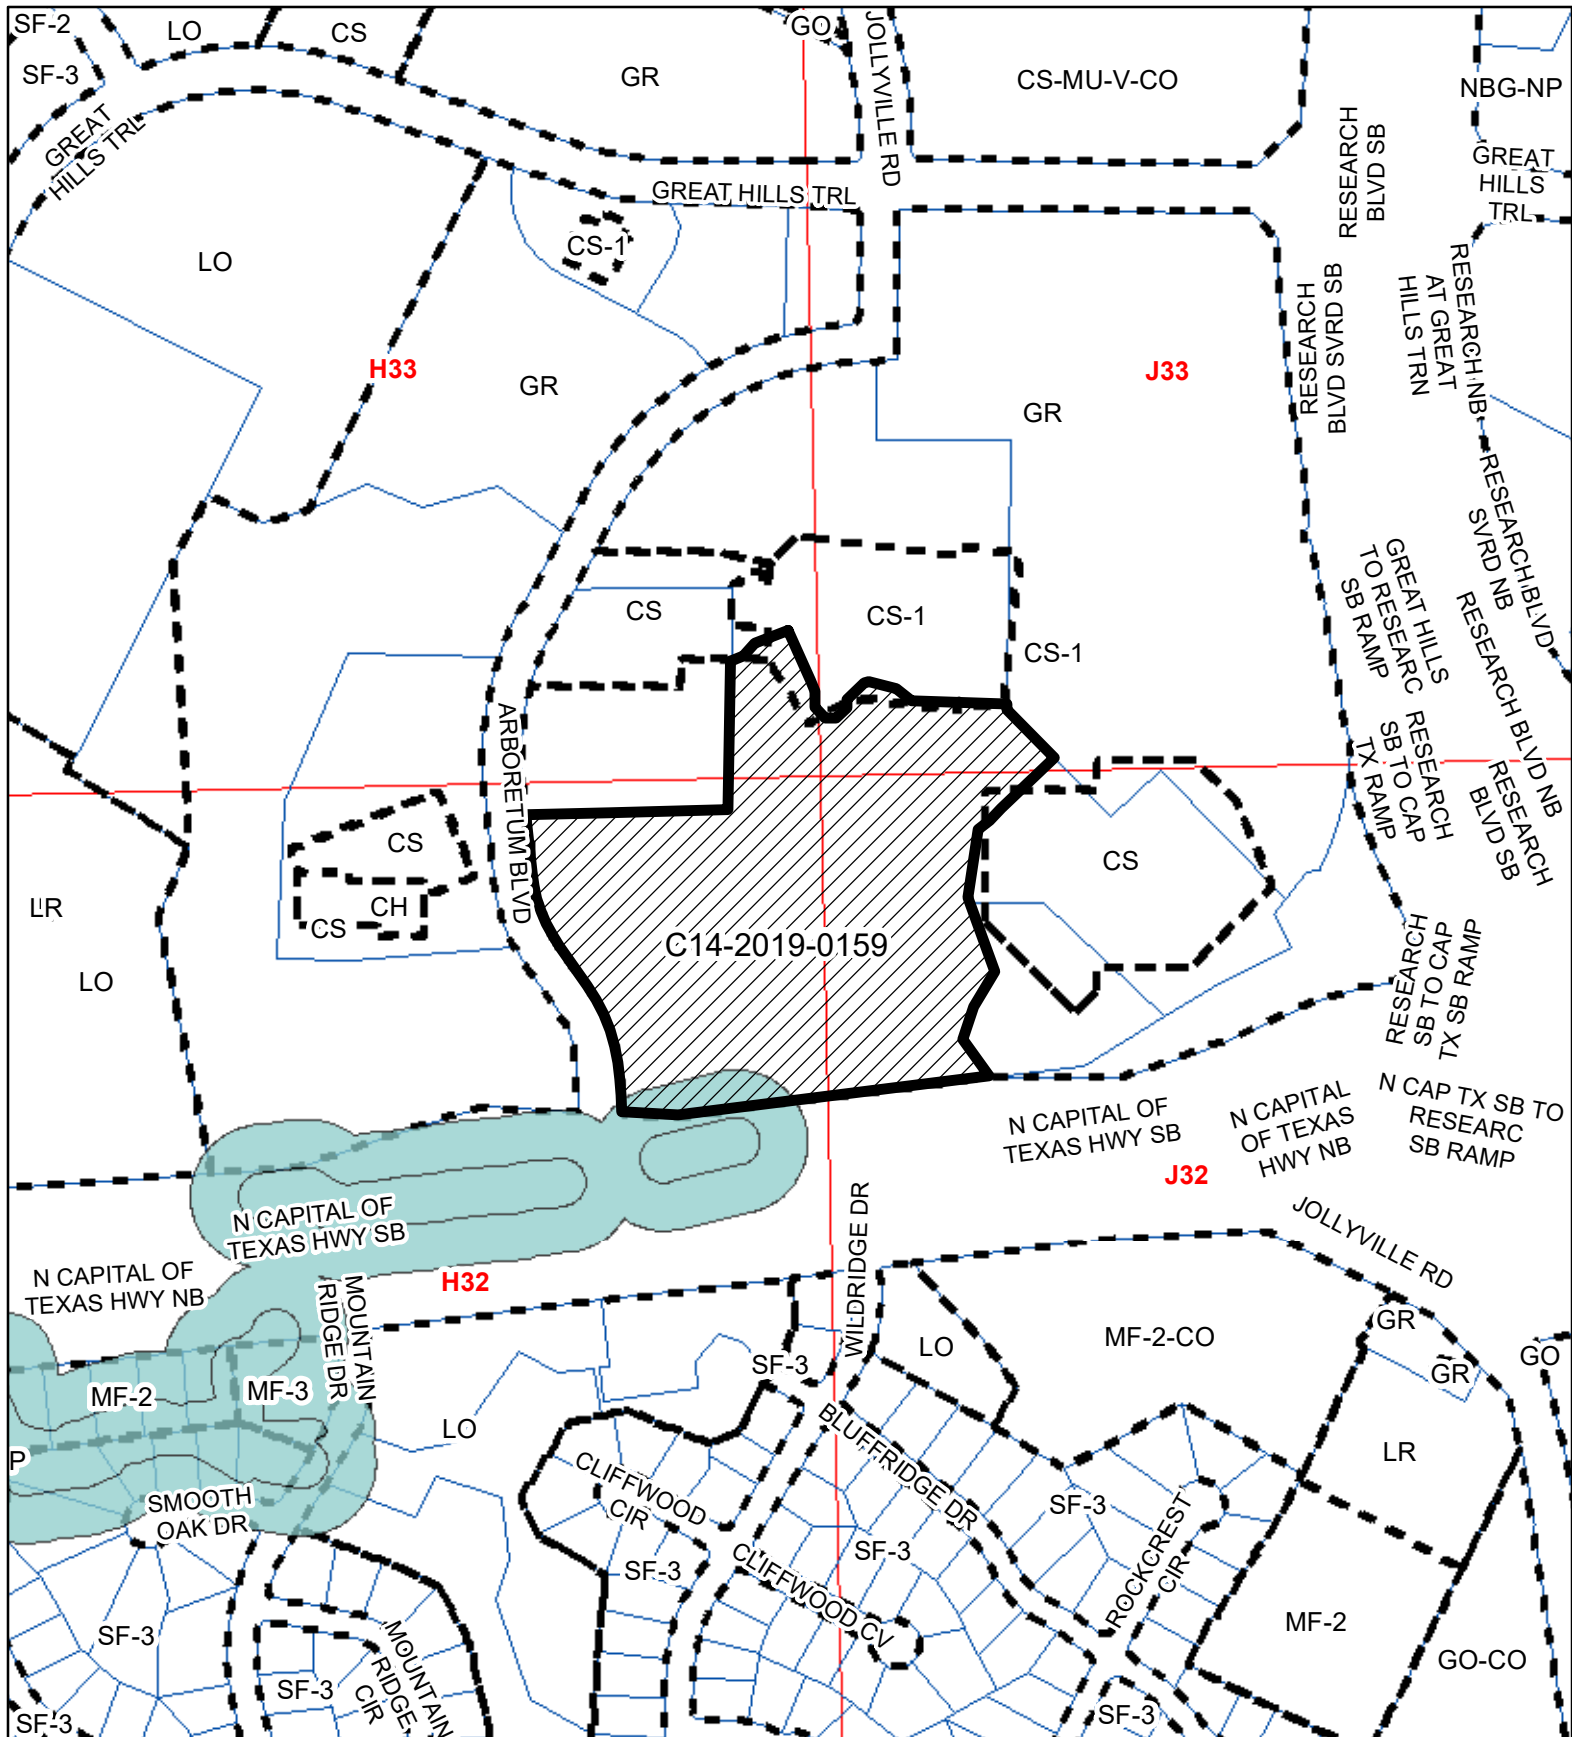 SF-2
LO
CS
GO
JOLLYVILLE RD
SF-3
GR
CS-MU-V-CO
NBG-NP
GREAT
HILLS TRL
RESEARCH
BLVD SB
GREAT
HILLS
TRL
GREAT HILLS TRL
CS-1
LO
RESEARCH
BLVD SVRD SB
RESEARCH NB
AT GREAT
HILLS TRN
H33
GR
J33
GR
RESEARCH BLVD
SVRD NB
GREAT HILLS
TO RESEARC
SB RAMP
CS
CS-1
CS-1
RESEARCH BLVD NB
ARBORETUM BLVD
RESEARCH
SB TO CAP
TX RAMP
RESEARCH
BLVD SB
CS
CS
LR
CH
CS
C14-2019-0159
LO
RESEARCH
SB TO CAP
TX SB RAMP
N CAPITAL OF
TEXAS HWY SB
N CAPITAL
OF TEXAS
HWY NB
N CAP TX SB TO
RESEARC
SB RAMP
J32
N CAPITAL OF
TEXAS HWY SB
WILDRIDGE DR
JOLLYVILLE RD
N CAPITAL OF
TEXAS HWY NB
H32
MOUNTAIN
RIDGE DR
GR
LO
MF-2-CO
SF-3
GO
GR
MF-2
MF-3
LO
BLUFFRIDGE DR
LR
P
CLIFFWOOD
CIR
SMOOTH
OAK DR
SF-3
ROCKCREST
CIR
SF-3
SF-3
CLIFFWOOD CV
MF-2
SF-3
MOUNTAIN
RIDGE
CIR
GO-CO
SF-3
SF-3
SF-3